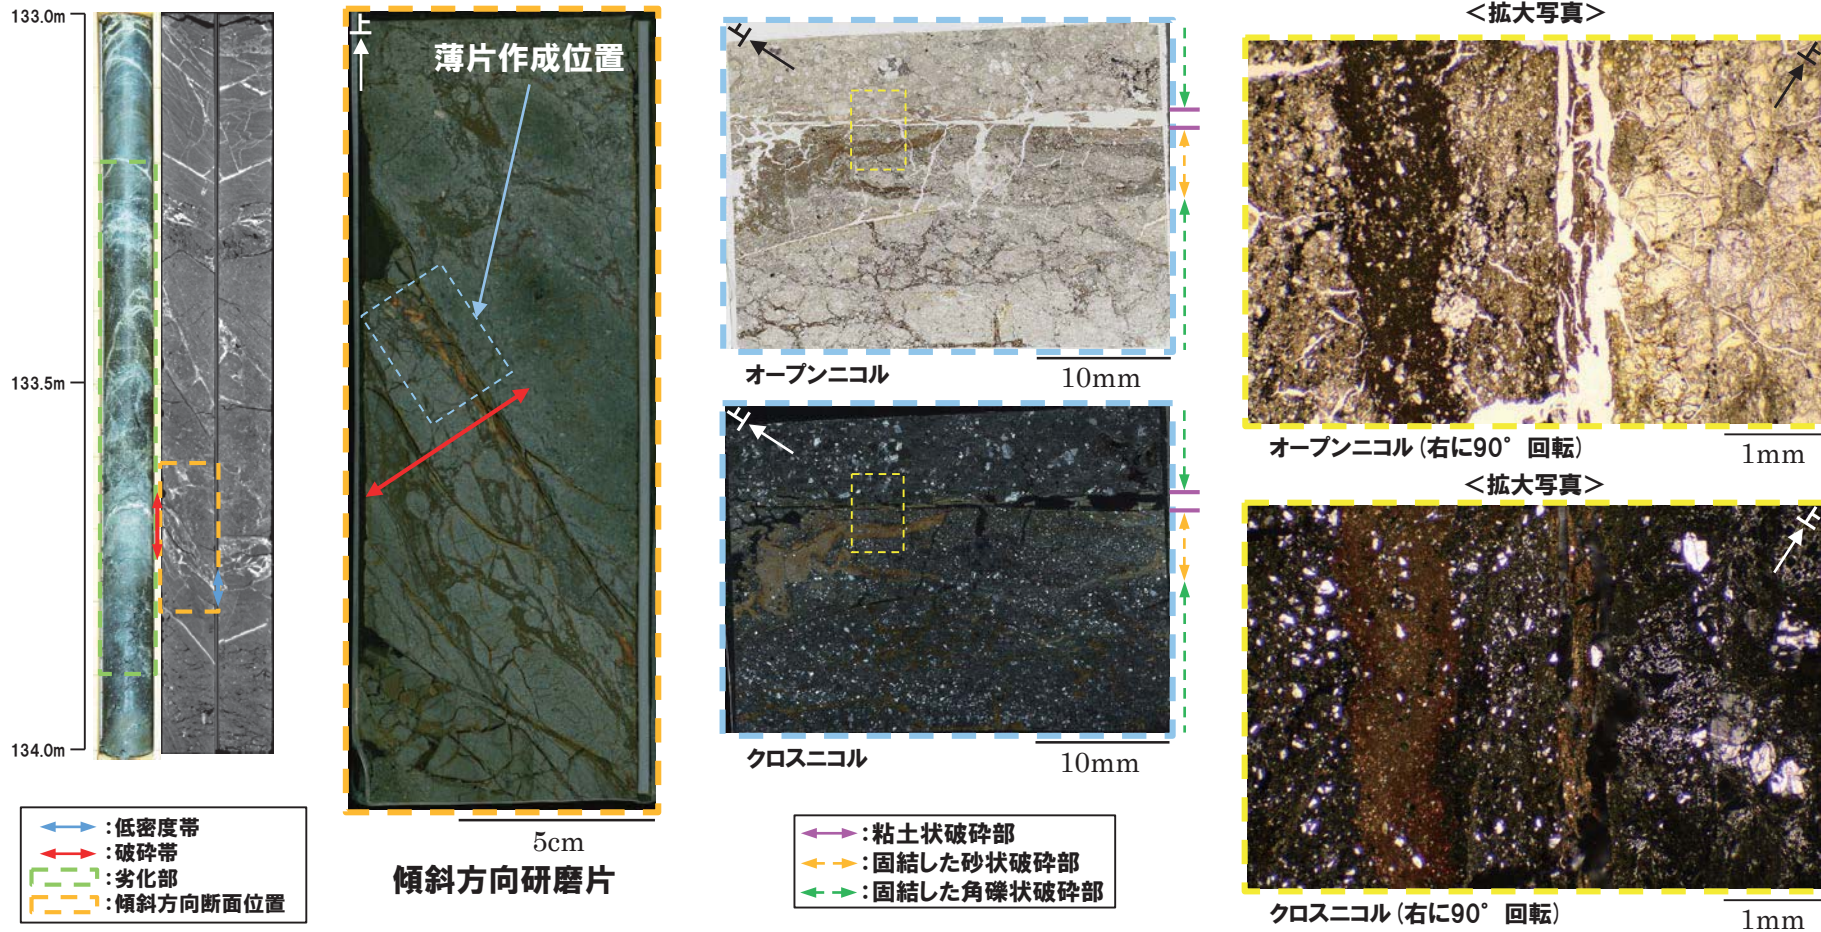 133.0m
133.5m
134.0m
:低密度帯
:破砕帯
:劣化部
:傾斜方向断面位置
上
薄片作成位置
5cm
傾斜方向研磨片
上
オープンニコル
10mm
上
クロスニコル
10mm
:粘土状破砕部
:固結した砂状破砕部
:固結した角礫状破砕部
<拡大写真>
上
オープンニコル(右に90°回転)
1mm
<拡大写真>
上
クロスニコル(右に90°回転)
1mm